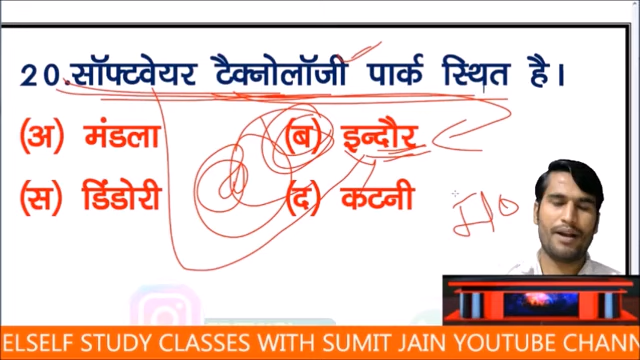 20. सॉफ्टवेयर टैक्नोलॉजी पार्क स्थित है।
(अ) मंडला (ब) इन्दौर
(स) डिंडोरी (द) कटनी
ELSELF STUDY CLASSES WITH SUMIT JAIN YOUTUBE CHANN